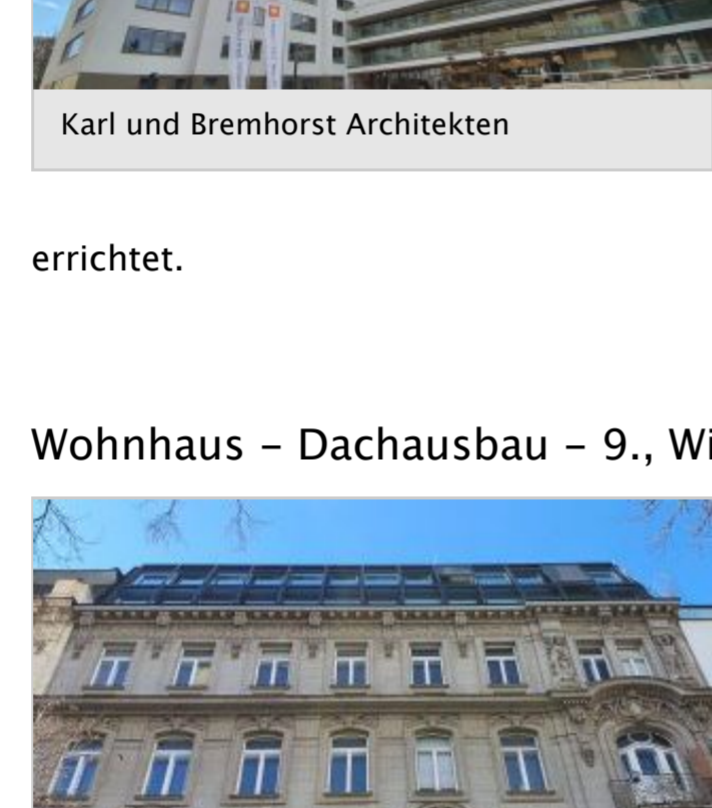 Karl und Bremhorst Architekten
errichtet.
Wohnhaus – Dachausbau – 9., Wi